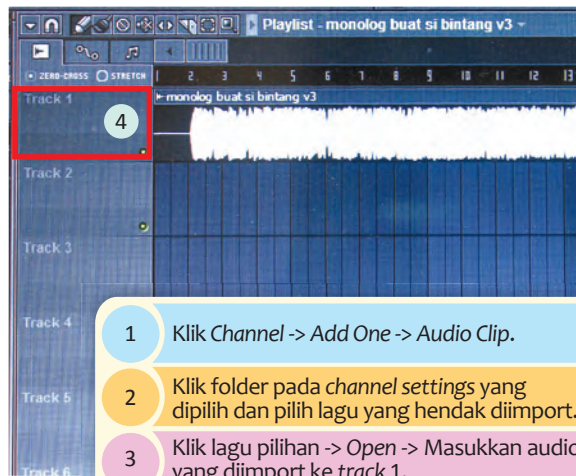 Playlist - monolog buat si bintang v3
ZERO-CROSS STRETCH
2 3 4 5 6 7 8 9 10 11 12 13
Track 1
monolog buat si bintang v3
4
Track 2
Track 3
Track 4
1 Klik Channel -> Add One -> Audio Clip.
Track 5
2 Klik folder pada channel settings yang
dipilih dan pilih lagu yang hendak diimport.
3 Klik lagu pilihan -> Open -> Masukkan audio
yang diimport ke track 1.
Track 6